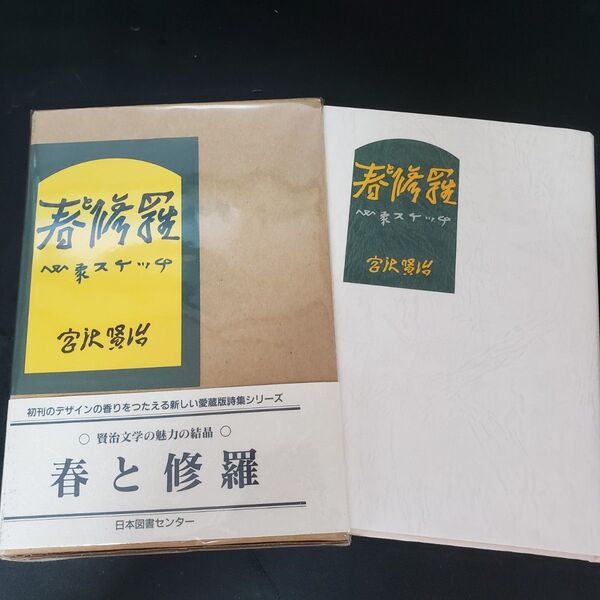 春と修羅
心象スケッチ
宮沢賢治
初刊のデザインの香りをつたえる新しい愛蔵版詩集シリーズ
○ 賢治文学の魅力の結晶 ○
春と修羅
日本図書センター
春と修羅
心象スケッチ
宮沢賢治